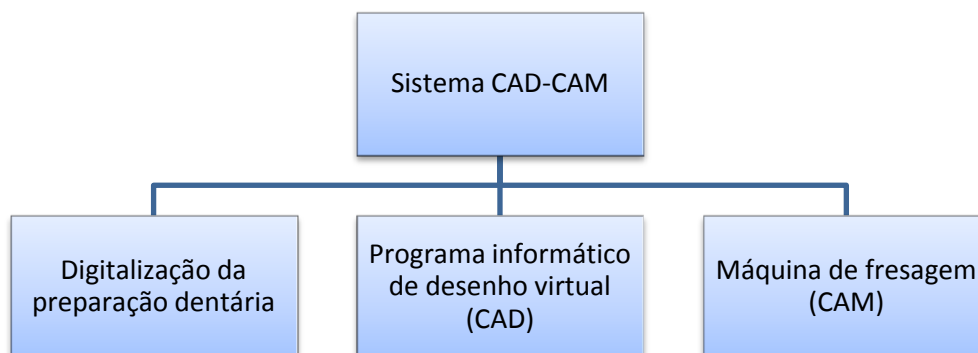 Sistema CAD-CAM
Digitalização da
preparação dentária
Programa informático
de desenho virtual
(CAD)
Máquina de fresagem
(CAM)